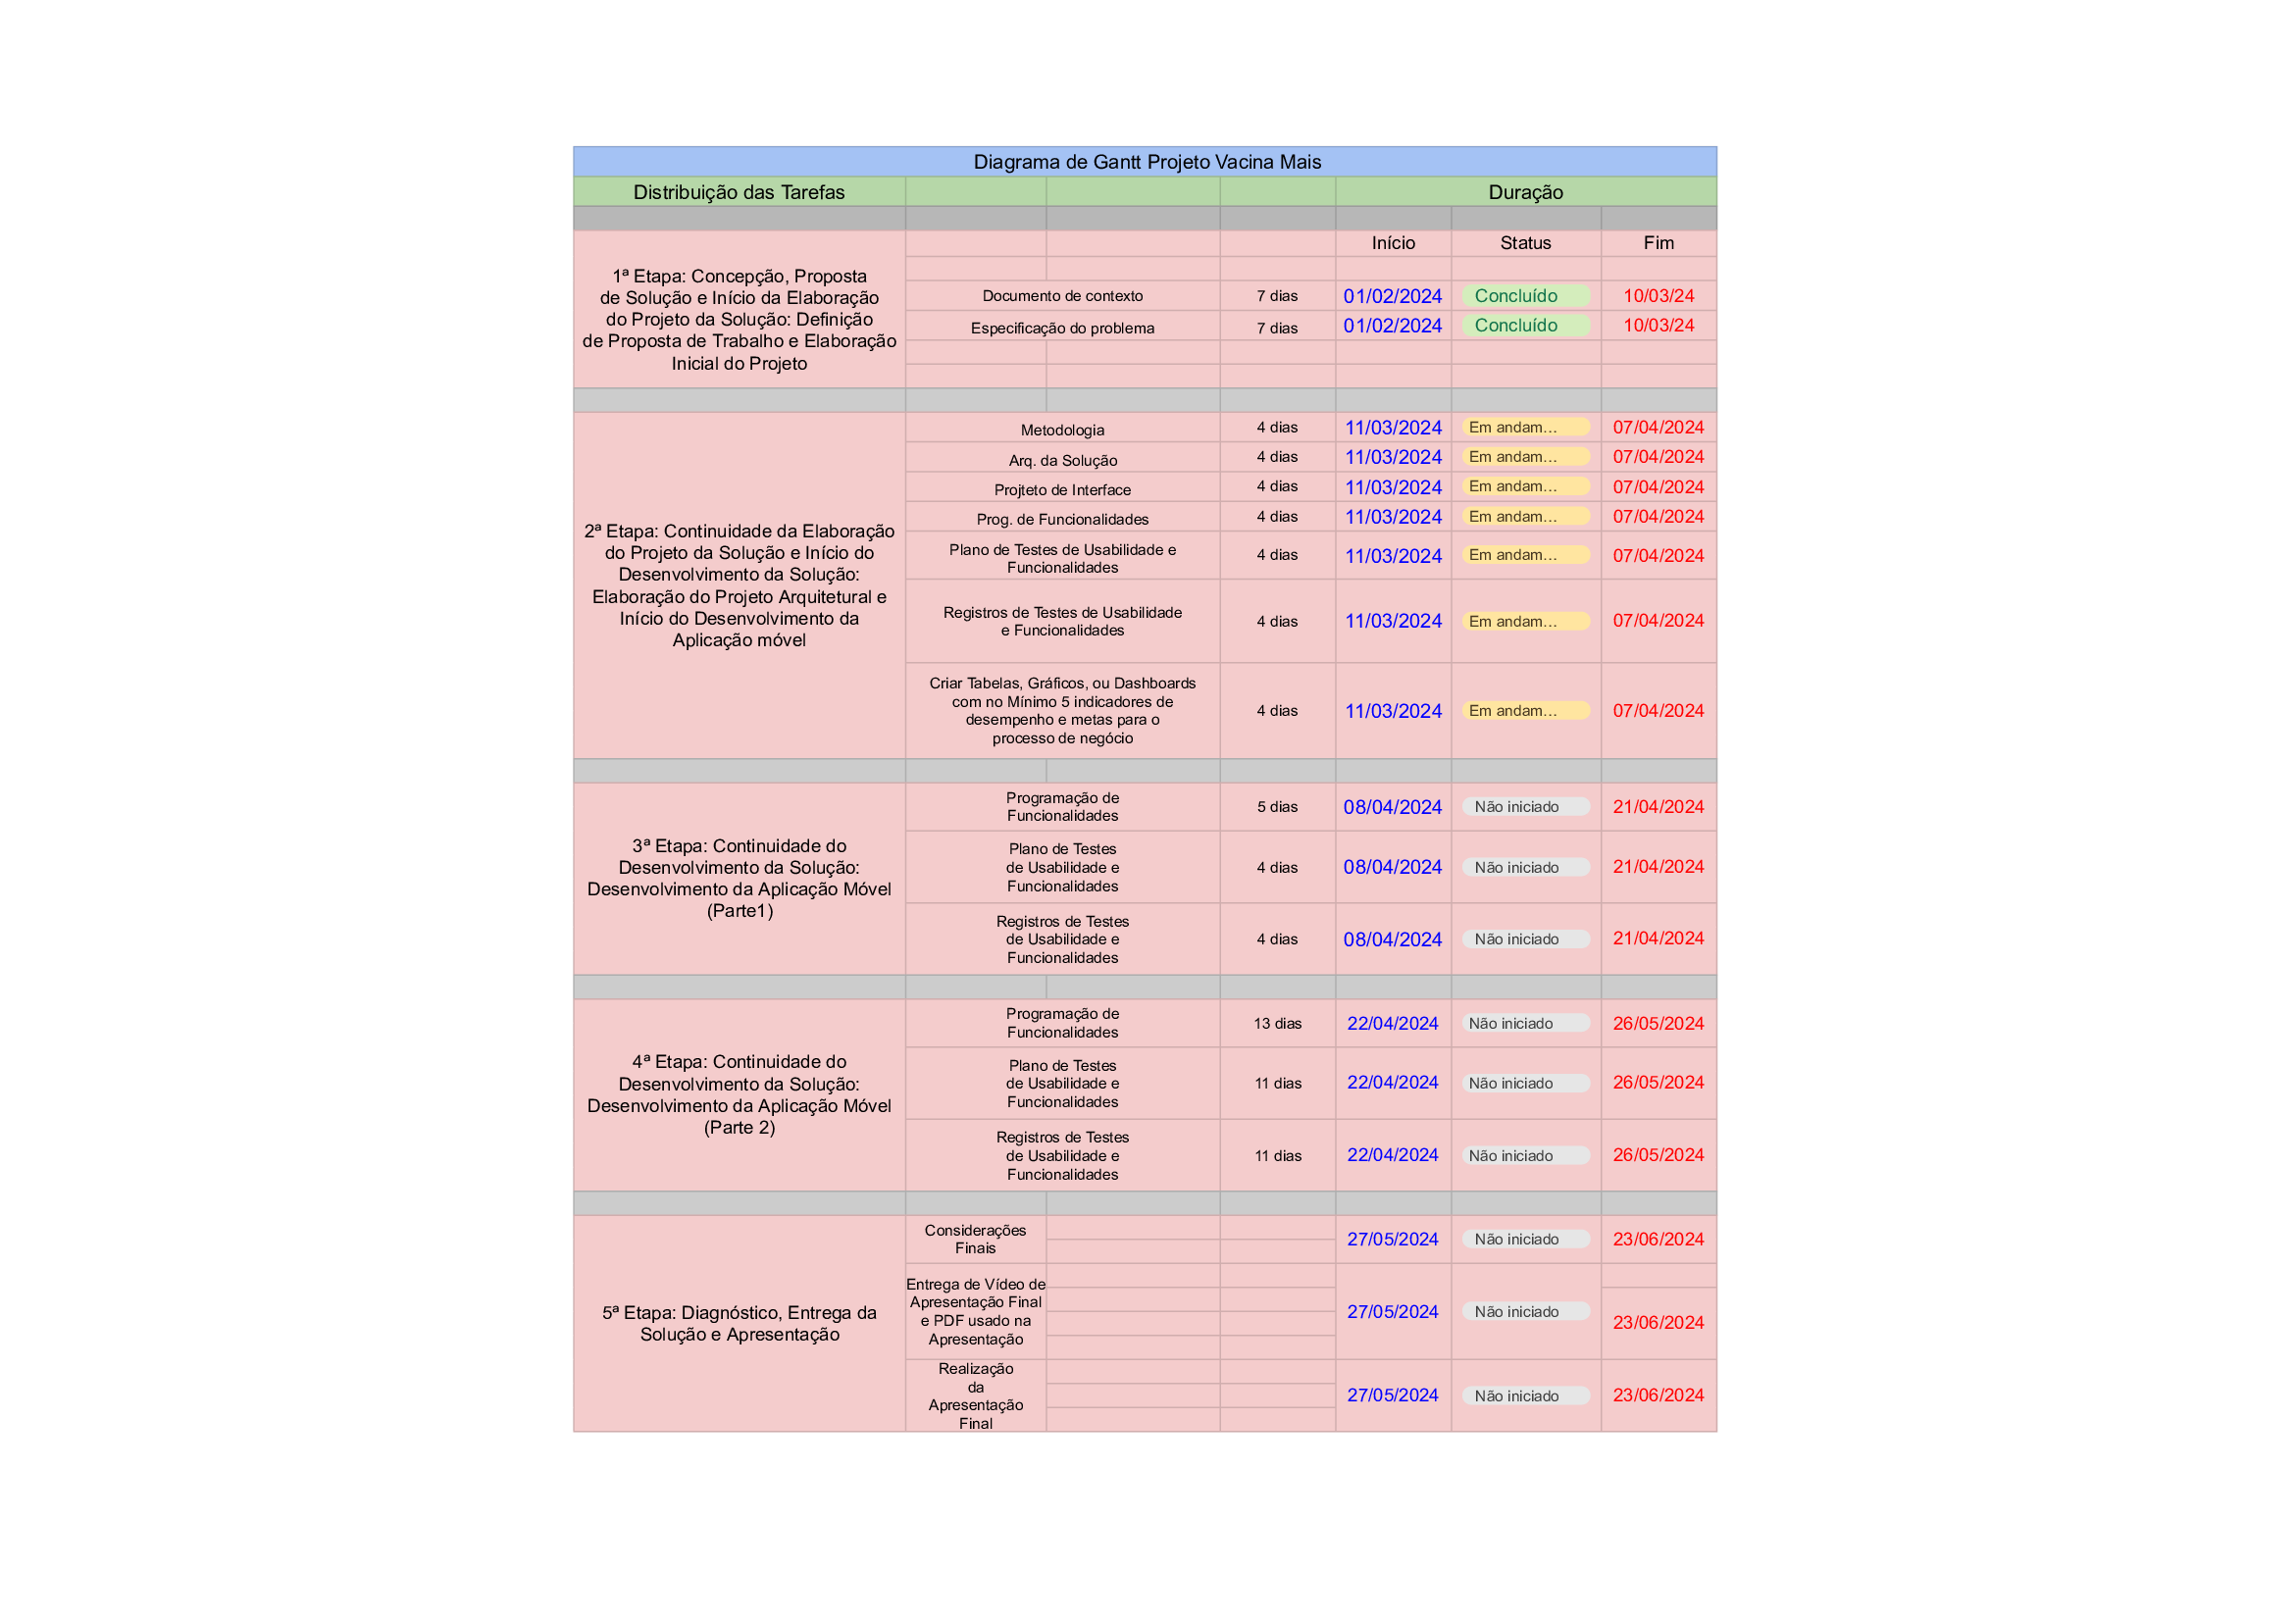 Diagrama de Gantt Projeto Vacina Mais
Distribuição das Tarefas Duração
Início Status Fim
1ª Etapa: Concepção, Proposta
de Solução e Início da Elaboração
do Projeto da Solução: Definição
de Proposta de Trabalho e Elaboração
Inicial do Projeto
Documento de contexto 7 dias 01/02/2024 Concluído 10/03/24
Especificação do problema 7 dias 01/02/2024 Concluído 10/03/24
2ª Etapa: Continuidade da Elaboração
do Projeto da Solução e Início do
Desenvolvimento da Solução:
Elaboração do Projeto Arquitetural e
Início do Desenvolvimento da
Aplicação móvel
Metodologia 4 dias 11/03/2024 Em andam... 07/04/2024
Arq. da Solução 4 dias 11/03/2024 Em andam... 07/04/2024
Projteto de Interface 4 dias 11/03/2024 Em andam... 07/04/2024
Prog. de Funcionalidades 4 dias 11/03/2024 Em andam... 07/04/2024
Plano de Testes de Usabilidade e
Funcionalidades
4 dias 11/03/2024 Em andam... 07/04/2024
Registros de Testes de Usabilidade
e Funcionalidades
4 dias 11/03/2024 Em andam... 07/04/2024
Criar Tabelas, Gráficos, ou Dashboards
com no Mínimo 5 indicadores de
desempenho e metas para o
processo de negócio
4 dias 11/03/2024 Em andam... 07/04/2024
3ª Etapa: Continuidade do
Desenvolvimento da Solução:
Desenvolvimento da Aplicação Móvel
(Parte1)
Programação de
Funcionalidades
5 dias 08/04/2024 Não iniciado 21/04/2024
Plano de Testes
de Usabilidade e
Funcionalidades
4 dias 08/04/2024 Não iniciado 21/04/2024
Registros de Testes
de Usabilidade e
Funcionalidades
4 dias 08/04/2024 Não iniciado 21/04/2024
4ª Etapa: Continuidade do
Desenvolvimento da Solução:
Desenvolvimento da Aplicação Móvel
(Parte 2)
Programação de
Funcionalidades
13 dias 22/04/2024 Não iniciado 26/05/2024
Plano de Testes
de Usabilidade e
Funcionalidades
11 dias 22/04/2024 Não iniciado 26/05/2024
Registros de Testes
de Usabilidade e
Funcionalidades
11 dias 22/04/2024 Não iniciado 26/05/2024
5ª Etapa: Diagnóstico, Entrega da
Solução e Apresentação
Considerações
Finais
27/05/2024 Não iniciado 23/06/2024
Entrega de Vídeo de
Apresentação Final
e PDF usado na
Apresentação
27/05/2024 Não iniciado 23/06/2024
Realização
da
Apresentação
Final
27/05/2024 Não iniciado 23/06/2024